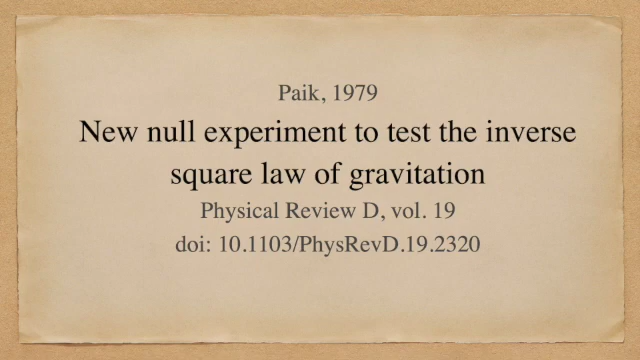 Paik, 1979
New null experiment to test the inverse
square law of gravitation
Physical Review D, vol. 19
doi: 10.1103/PhysRevD.19.2320